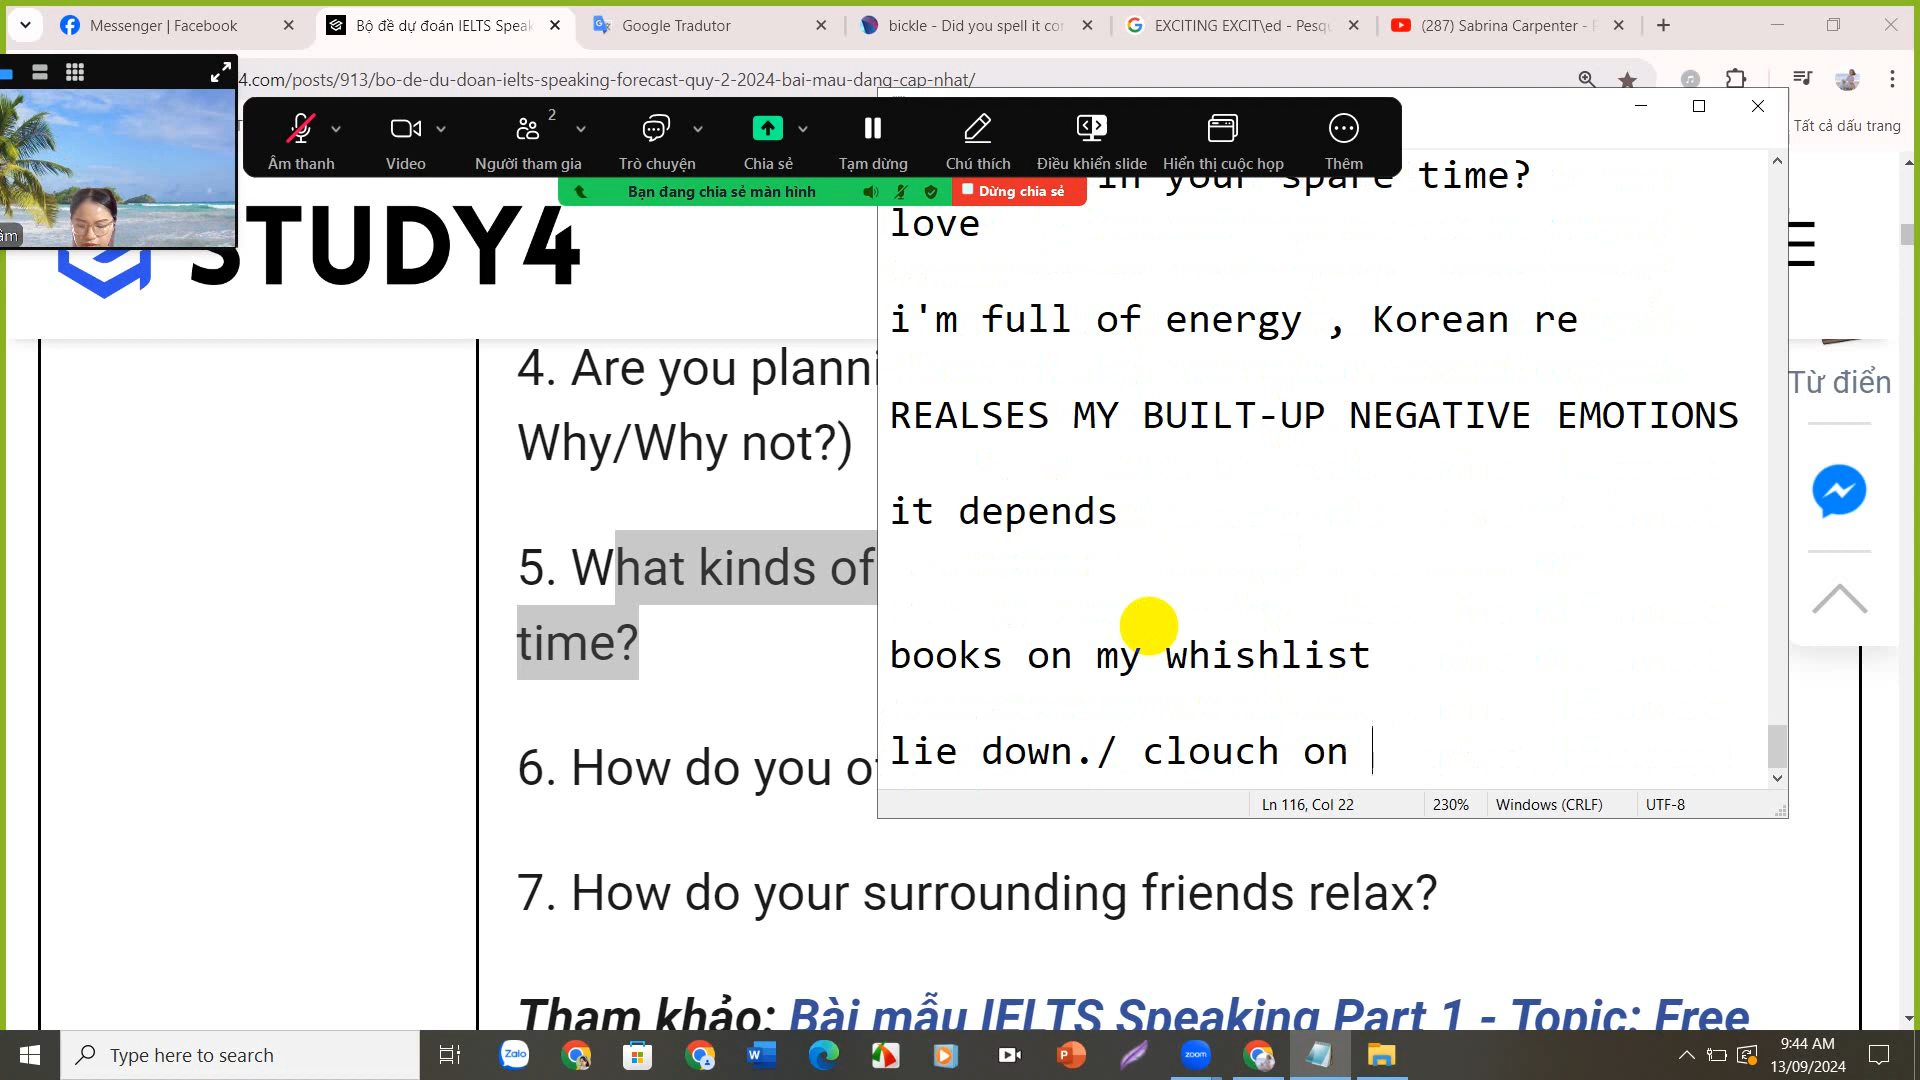 Messenger | Facebook
Bộ đề dự đoán IELTS Speak
Google Tradutor
bickle - Did you spell it cor
EXCITING EXCIT\ed - Pesqu
(287) Sabrina Carpenter -
4.com/posts/913/bo-de-du-doan-ielts-speaking-forecast-quy-2-2024-bai-mau-dang-cap-nhat/
Tất cả dấu trang
Âm thanh
Video
2
Người tham gia
Trò chuyện
Chia sẻ
Tạm dừng
Chú thích
Điều khiển slide
Hiển thị cuộc họp
Thêm
Bạn đang chia sẻ màn hình
Dừng chia sẻ
âm
STUDY4
in your spare time?
love
i'm full of energy , Korean re
REALSES MY BUILT-UP NEGATIVE EMOTIONS
it depends
books on my whishlist
lie down./ clouch on
Ln 116, Col 22
230%
Windows (CRLF)
UTF-8
4. Are you planni
Why/Why not?)
5. What kinds of
time?
6. How do you o
7. How do your surrounding friends relax?
Tham khảo: Bài mẫu IELTS Speaking Part 1 - Topic: Free
Từ điển
Type here to search
Zalo
zoom
9:44 AM
13/09/2024